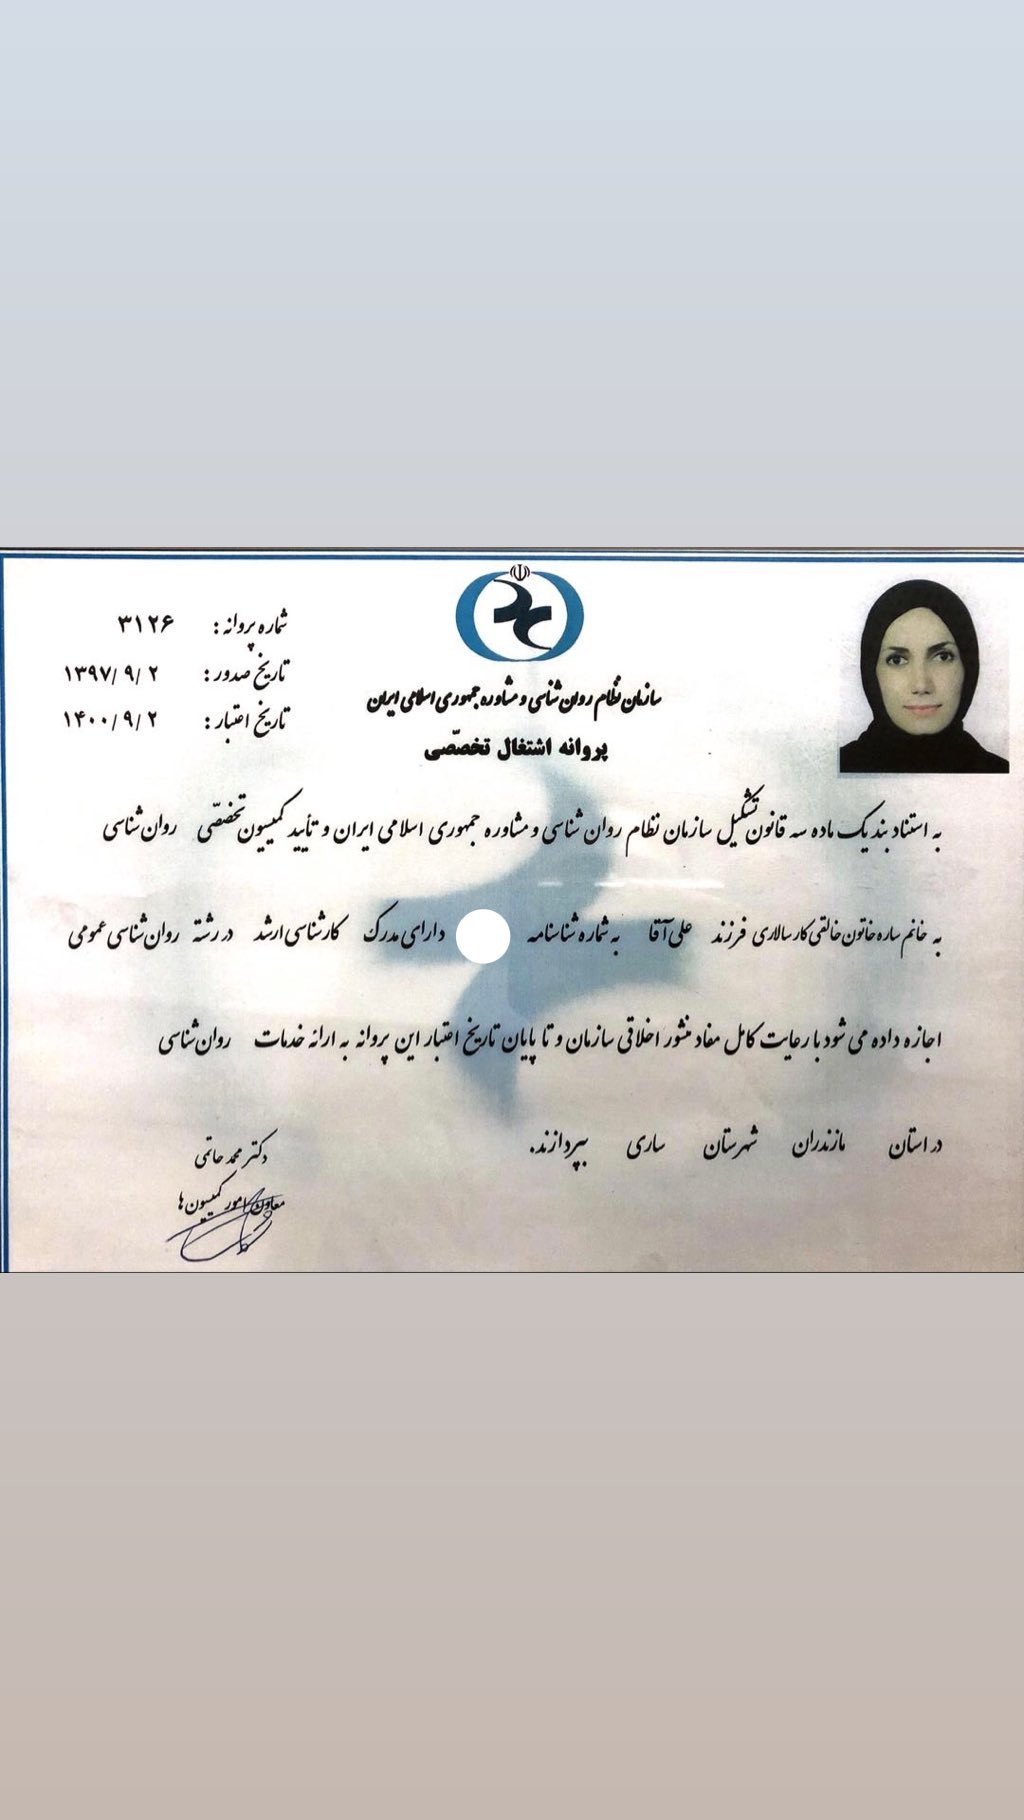 شماره پروانه: ۳۱۲۶
تاریخ صدور: ۱۳۹۷/۹/۲
تاریخ اعتبار: ۱۴۰۰/۹/۲
سازمان نظام روان شناسی و مشاوره جمهوری اسلامی ایران
پروانه اشتغال تخصّصی
به استناد بند یک ماده سه قانون تشکیل سازمان نظام روان شناسی و مشاوره جمهوری اسلامی ایران و تأیید کمیسیون تخصّصی روان شناسی
به خانم ساره خاتون خالقی کارسالاری فرزند علی آقا به شماره شناسنامه دارای مدرک کارشناسی ارشد در رشته روان شناسی عمومی
اجازه داده می شود با رعایت کامل مفاد منشور اخلاقی سازمان و تا پایان تاریخ اعتبار این پروانه به ارائه خدمات روان شناسی
در استان مازندران شهرستان ساری بپردازند.
دکتر محمد حاتمی
معاون امور کمیسیون ها